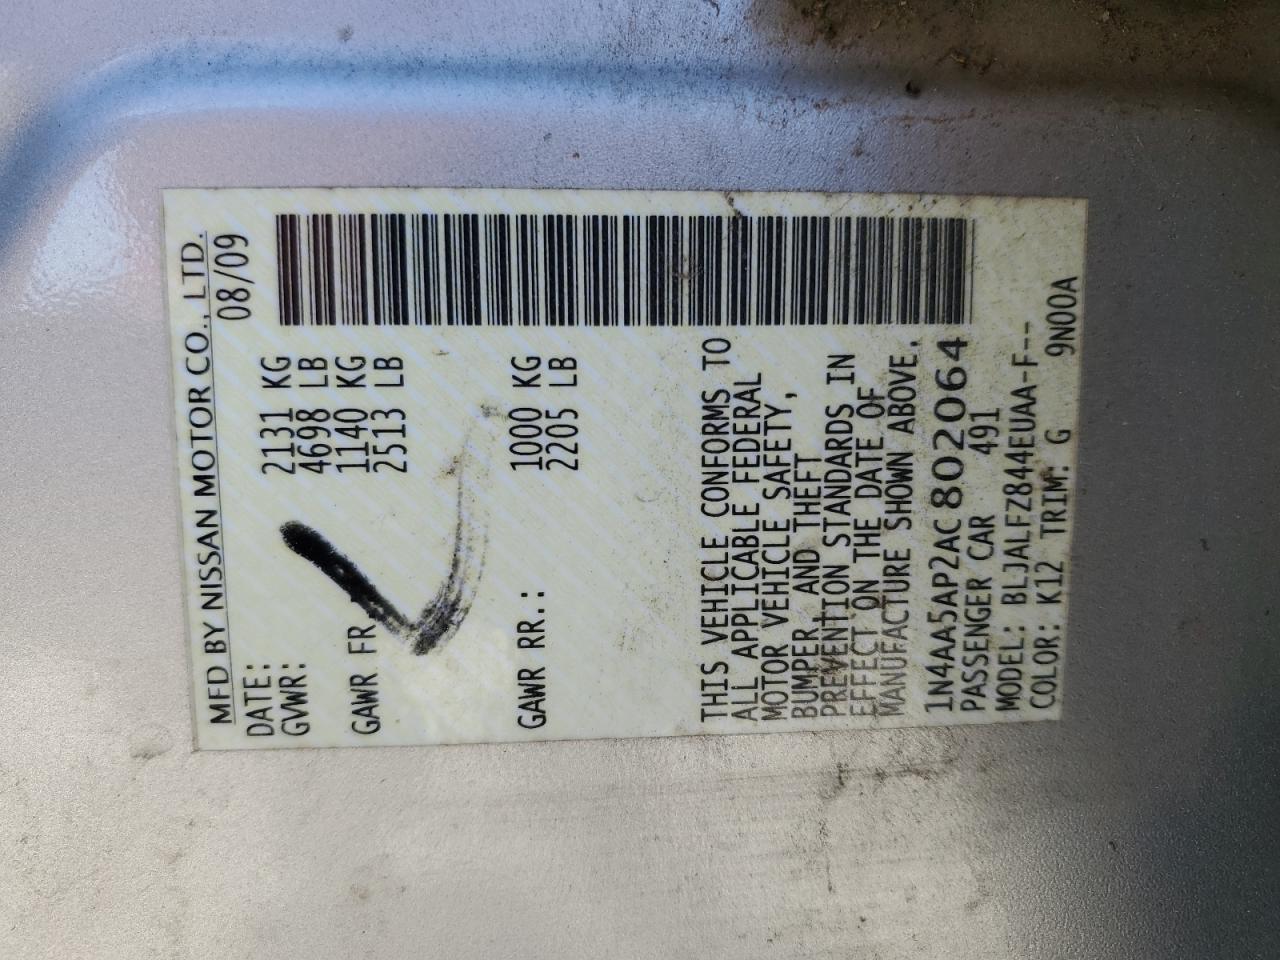 MFD BY NISSAN MOTOR CO., LTD.
DATE: 08/09
GVWR: 2131 KG
4698 LB
GAWR FR 1140 KG
2513 LB
GAWR RR.: 1000 KG
2205 LB
THIS VEHICLE CONFORMS TO
ALL APPLICABLE FEDERAL
MOTOR VEHICLE SAFETY,
BUMPER, AND THEFT
PREVENTION STANDARDS IN
EFFECT ON THE DATE OF
MANUFACTURE SHOWN ABOVE.
1N4AA5AP2AC802064
PASSENGER CAR 491
MODEL: BLJALFZ844EUAA-F--
COLOR: K12 TRIM: G 9N00A